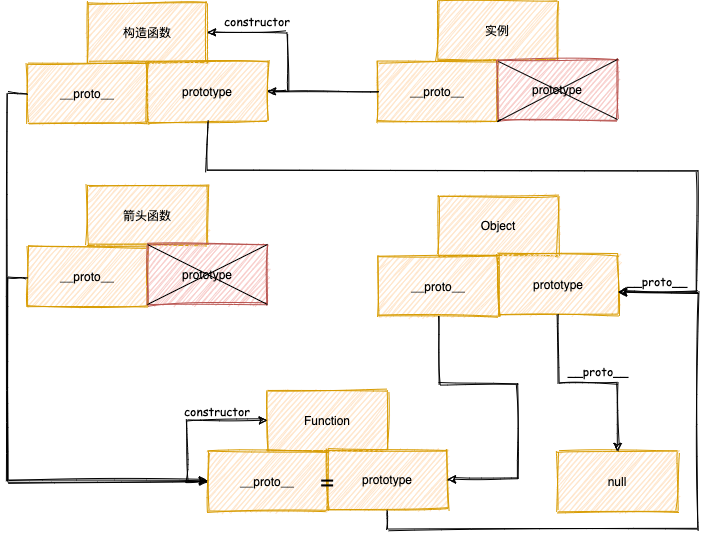 构造函数
constructor
实例
__proto__
prototype
__proto__
prototype
箭头函数
__proto__
prototype
Object
__proto__
prototype
__proto__
__proto__
constructor
Function
__proto__
=
prototype
null